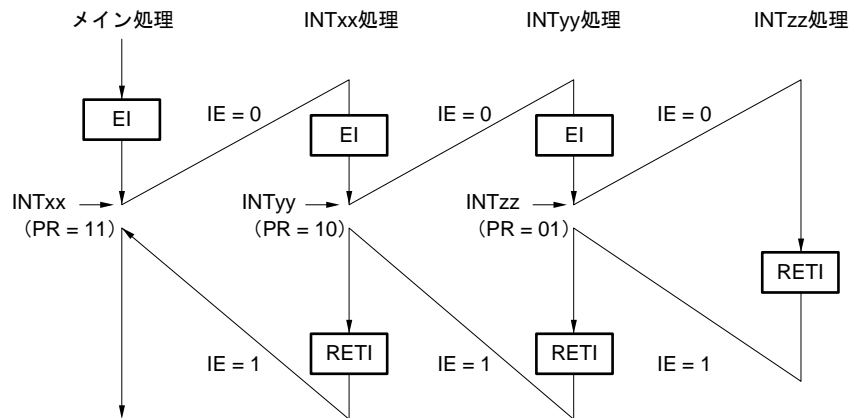 メイン処理 INTxx処理 INTyy処理 INTzz処理
EI IE = 0 EI IE = 0 EI IE = 0
INTxx INTyy INTzz
（PR = 11） （PR = 10） （PR = 01）
RETI
IE = 1 RETI IE = 1 RETI IE = 1